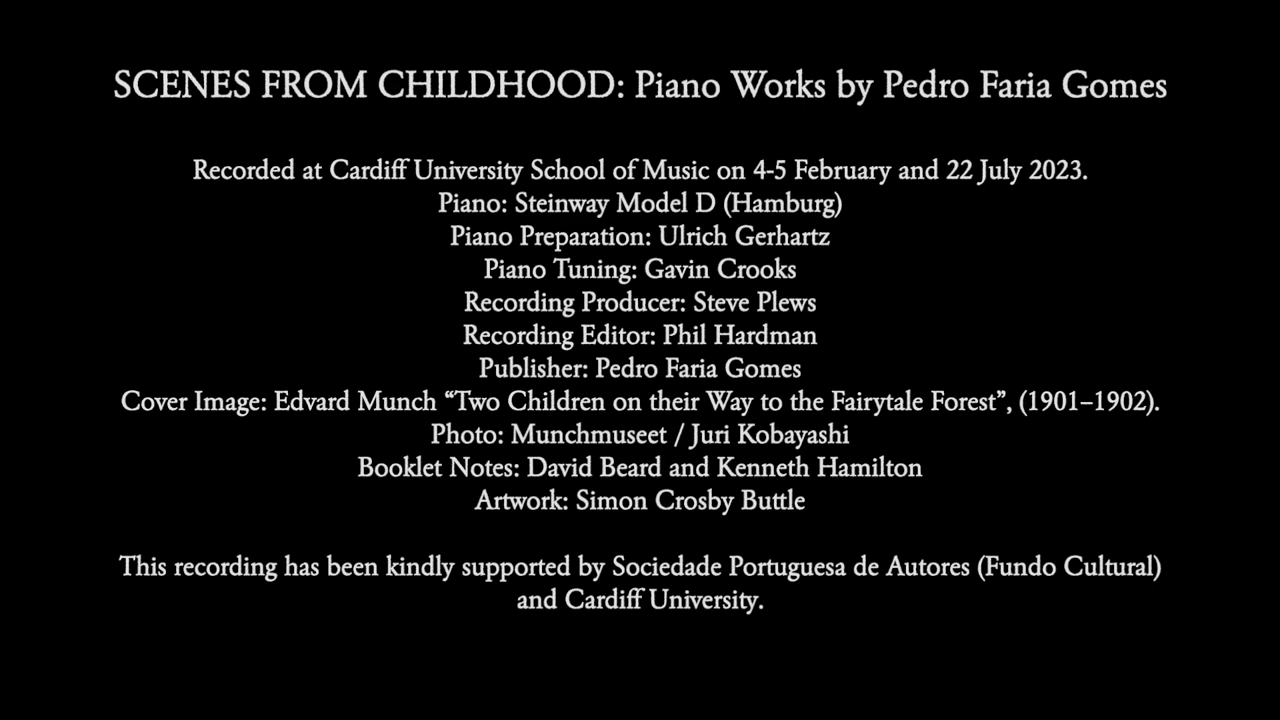 SCENES FROM CHILDHOOD: Piano Works by Pedro Faria Gomes
Recorded at Cardiff University School of Music on 4-5 February and 22 July 2023.
Piano: Steinway Model D (Hamburg)
Piano Preparation: Ulrich Gerhartz
Piano Tuning: Gavin Crooks
Recording Producer: Steve Plews
Recording Editor: Phil Hardman
Publisher: Pedro Faria Gomes
Cover Image: Edvard Munch “Two Children on their Way to the Fairytale Forest”, (1901–1902).
Photo: Munchmuseet / Juri Kobayashi
Booklet Notes: David Beard and Kenneth Hamilton
Artwork: Simon Crosby Buttle
This recording has been kindly supported by Sociedade Portuguesa de Autores (Fundo Cultural)
and Cardiff University.